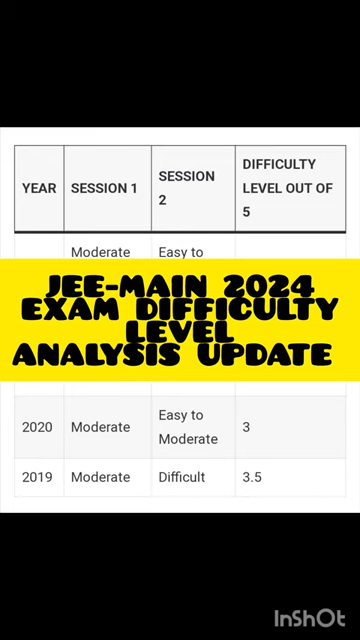 DIFFICULTY
YEAR SESSION 1 SESSION LEVEL OUT OF
2 5
Moderate Easy to
JEE-MAIN 2024
EXAM DIFFICULTY
LEVEL
ANALYSIS UPDATE
2020 Moderate Easy to 3
Moderate
2019 Moderate Difficult 3.5
InShOt